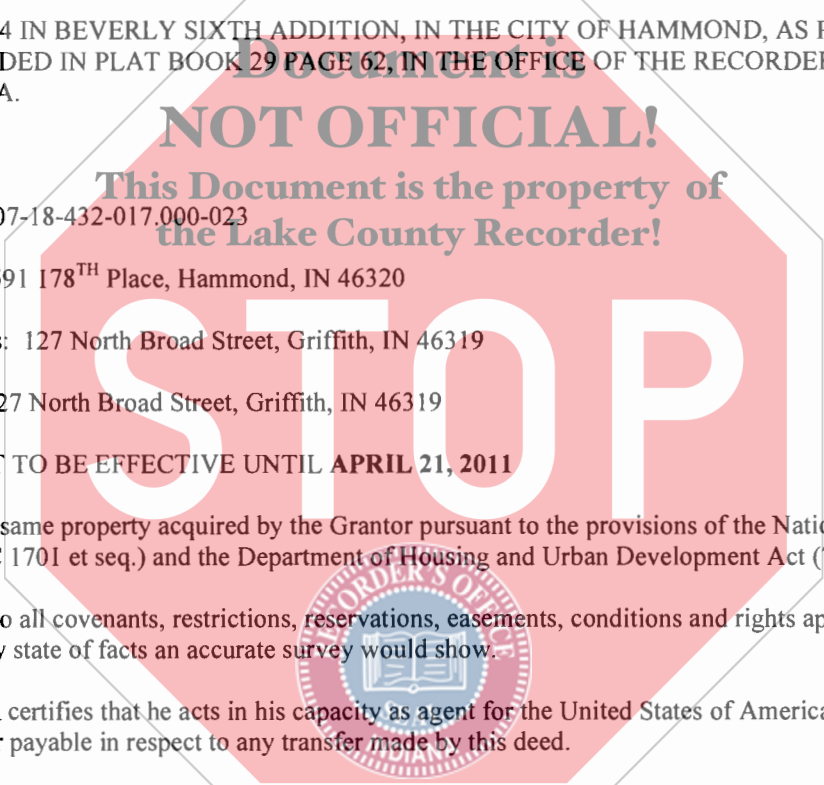 4 IN BEVERLY SIXTH ADDITION, IN THE CITY OF HAMMOND, AS
DED IN PLAT BOOK 29 PAGE 62, IN THE OFFICE OF THE RECORDER
A.
Document is
NOT OFFICIAL!
This Document is the property of
the Lake County Recorder!
07-18-432-017.000-023
591 178TH Place, Hammond, IN 46320
s: 127 North Broad Street, Griffith, IN 46319
27 North Broad Street, Griffith, IN 46319
STOP
T TO BE EFFECTIVE UNTIL APRIL 21, 2011
same property acquired by the Grantor pursuant to the provisions of the Natio
C 1701 et seq.) and the Department of Housing and Urban Development Act (
o all covenants, restrictions, reservations, easements, conditions and rights ap
y state of facts an accurate survey would show.
certifies that he acts in his capacity as agent for the United States of America
r payable in respect to any transfer made by this deed.
RECORDER'S OFFICE
SEAL
INDIANA